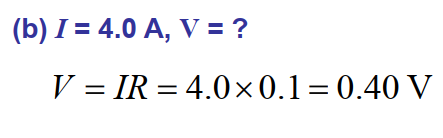 (b) I = 4.0 A, V = ?
V = IR = 4.0×0.1 = 0.40 V